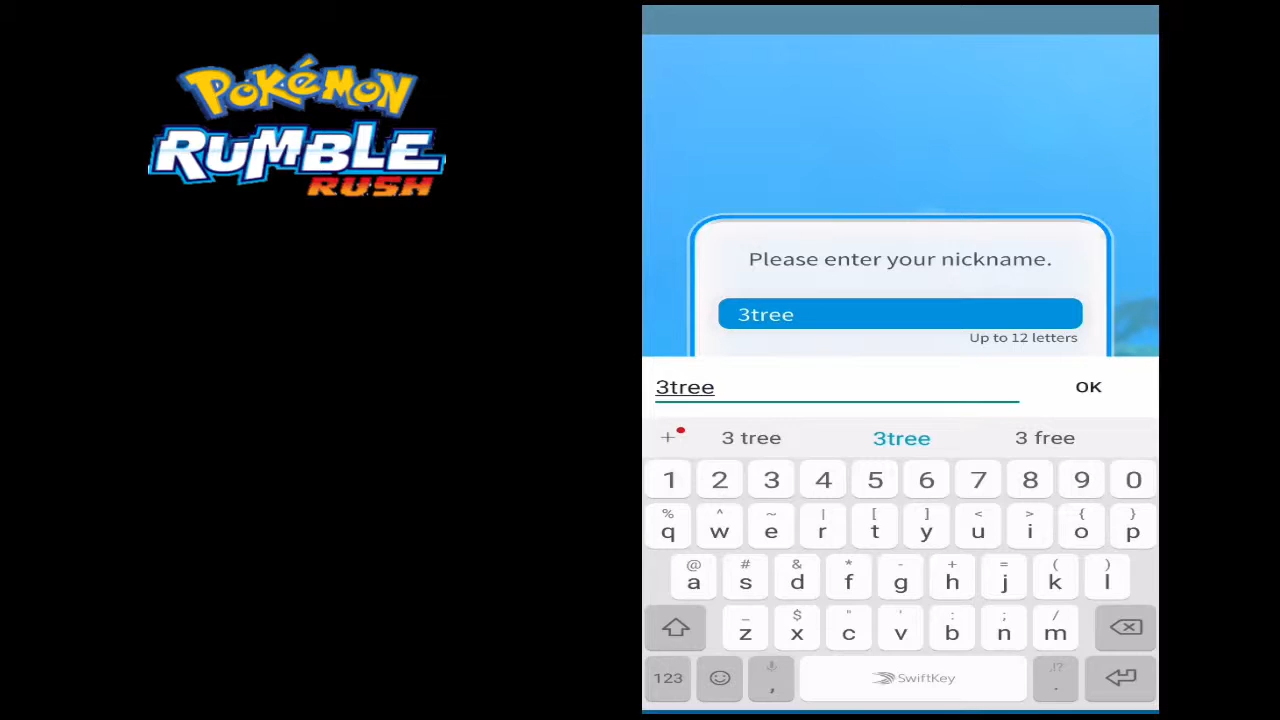 POKÉMON
RUMBLE
RUSH
Please enter your nickname.
3tree
Up to 12 letters
3tree
OK
+
3 tree
3tree
3 free
1 2 3 4 5 6 7 8 9 0
% ^ ~ | [ ] < > { }
q w e r t y u i o p
@ # & * - + = ( )
a s d f g h j k l
_ $ " ' : ; /
z x c v b n m
,!?
123 , SwiftKey .